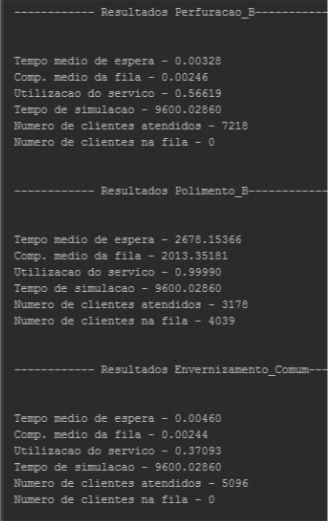 ------------ Resultados Perfuracao_B------------
Tempo medio de espera - 0.00328
Comp. medio da fila - 0.00246
Utilizacao do servico - 0.56619
Tempo de simulacao - 9600.02860
Numero de clientes atendidos - 7218
Numero de clientes na fila - 0
------------ Resultados Polimento_B------------
Tempo medio de espera - 2678.15366
Comp. medio da fila - 2013.35181
Utilizacao do servico - 0.99990
Tempo de simulacao - 9600.02860
Numero de clientes atendidos - 3178
Numero de clientes na fila - 4039
------------ Resultados Envernizamento_Comum---
Tempo medio de espera - 0.00460
Comp. medio da fila - 0.00244
Utilizacao do servico - 0.37093
Tempo de simulacao - 9600.02860
Numero de clientes atendidos - 5096
Numero de clientes na fila - 0